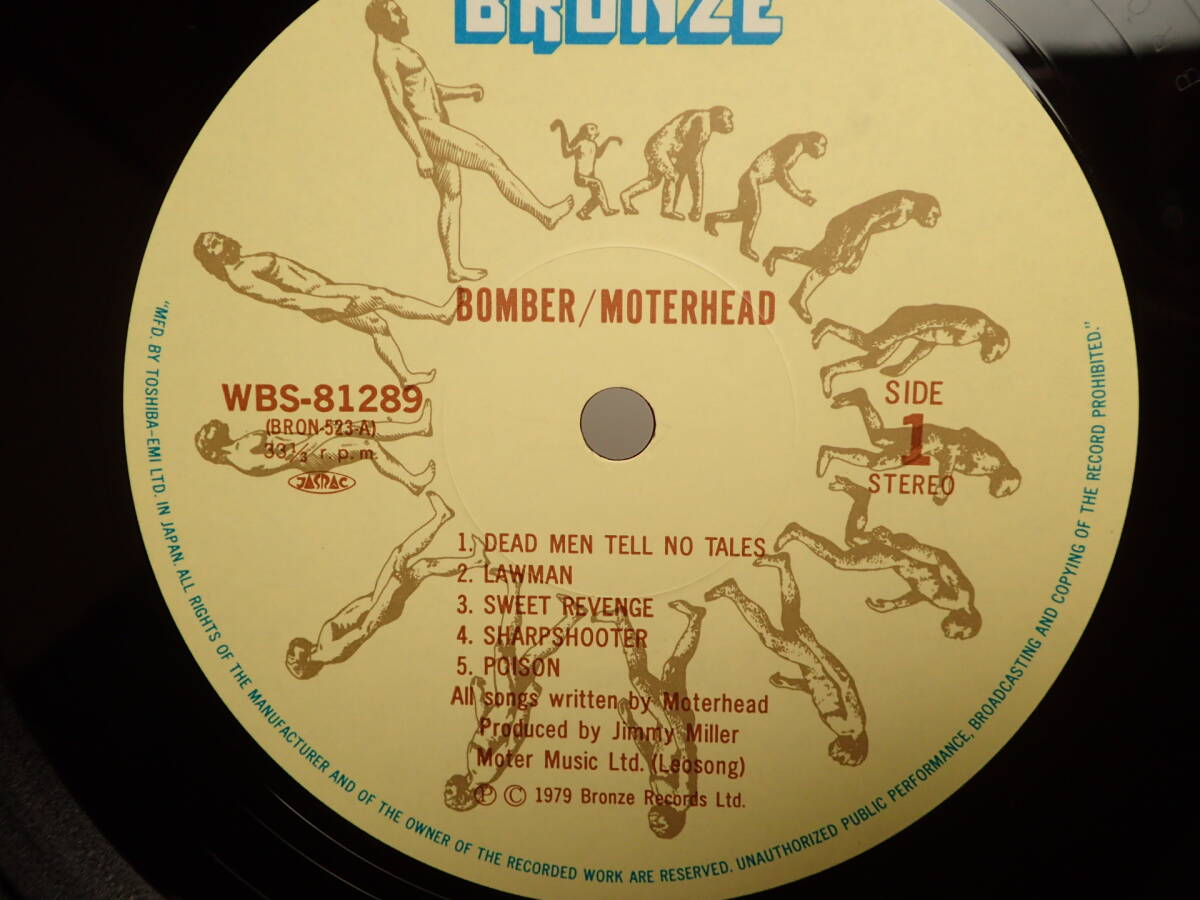 BRONZE
BOMBER/MOTERHEAD
WBS-81289
(BRON-523-A)
33 1/3 r.p.m.
JASRAC
SIDE
1
STEREO
1. DEAD MEN TELL NO TALES
2. LAWMAN
3. SWEET REVENGE
4. SHARPSHOOTER
5. POISON
All songs written by Moterhead
Produced by Jimmy Miller
Moter Music Ltd. (Leosong)
Ⓟ © 1979 Bronze Records Ltd.
"MFD. BY TOSHIBA-EMI LTD. IN JAPAN. ALL RIGHTS OF THE MANUFACTURER AND OF THE OWNER OF THE RECORDED WORK ARE RESERVED. UNAUTHORIZED PUBLIC PERFORMANCE, BROADCASTING AND COPYING OF THE RECORD PROHIBITED."